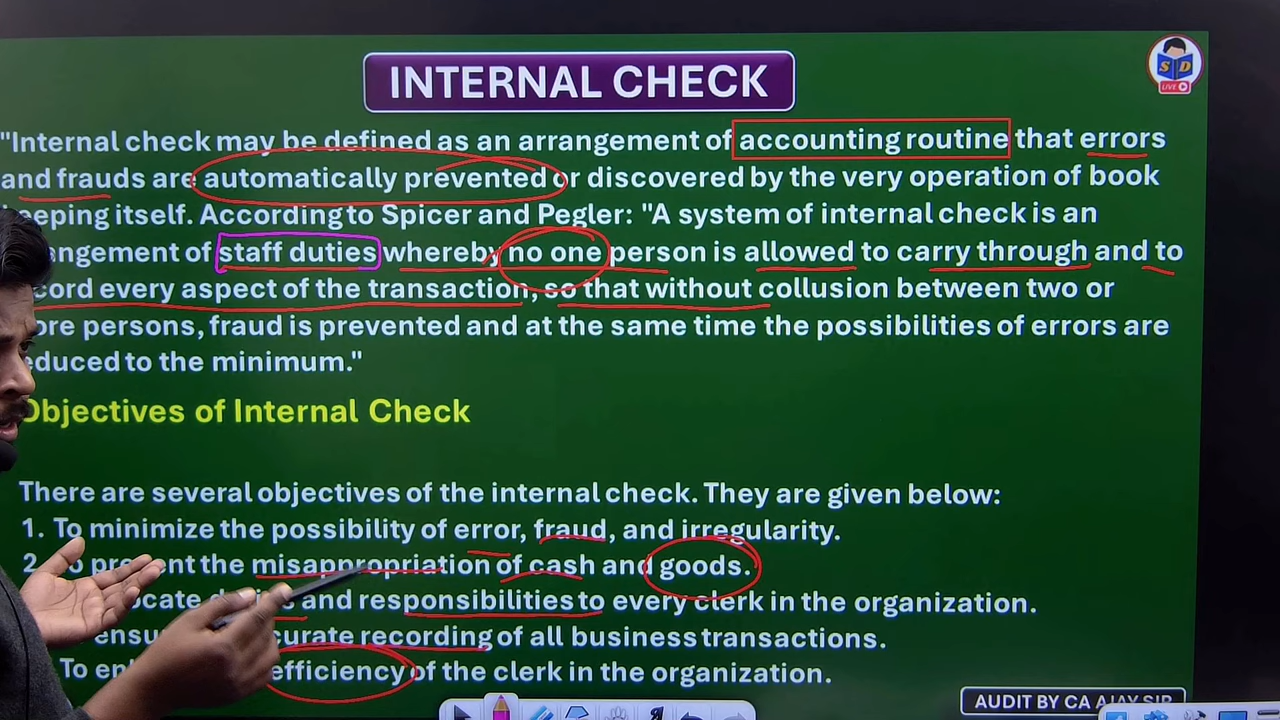 INTERNAL CHECK
S D
LIVE
"Internal check may be defined as an arrangement of accounting routine that errors
and frauds are automatically prevented or discovered by the very operation of book
eeping itself. According to Spicer and Pegler: "A system of internal check is an
angement of staff duties whereby no one person is allowed to carry through and to
cord every aspect of the transaction, so that without collusion between two or
ore persons, fraud is prevented and at the same time the possibilities of errors are
educed to the minimum."
Objectives of Internal Check
There are several objectives of the internal check. They are given below:
1. To minimize the possibility of error, fraud, and irregularity.
2. the misappropriation of cash and goods.
and responsibilities to every clerk in the organization.
recording of all business transactions.
To efficiency of the clerk in the organization.
AUDIT BY CA AJAY SIR